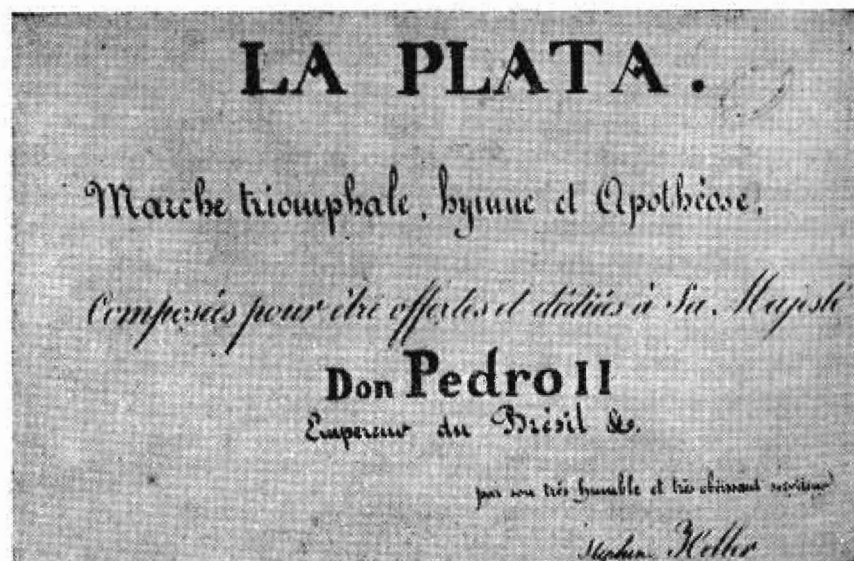 LA PLATA.
Marche triomphale, hymne et Apothéose,
Composés pour être offertes et dédiées à Sa. Majesté
Don Pedro II
Empereur du Brésil &c.
par son très humble et très obéissant serviteur
Stephen Heller